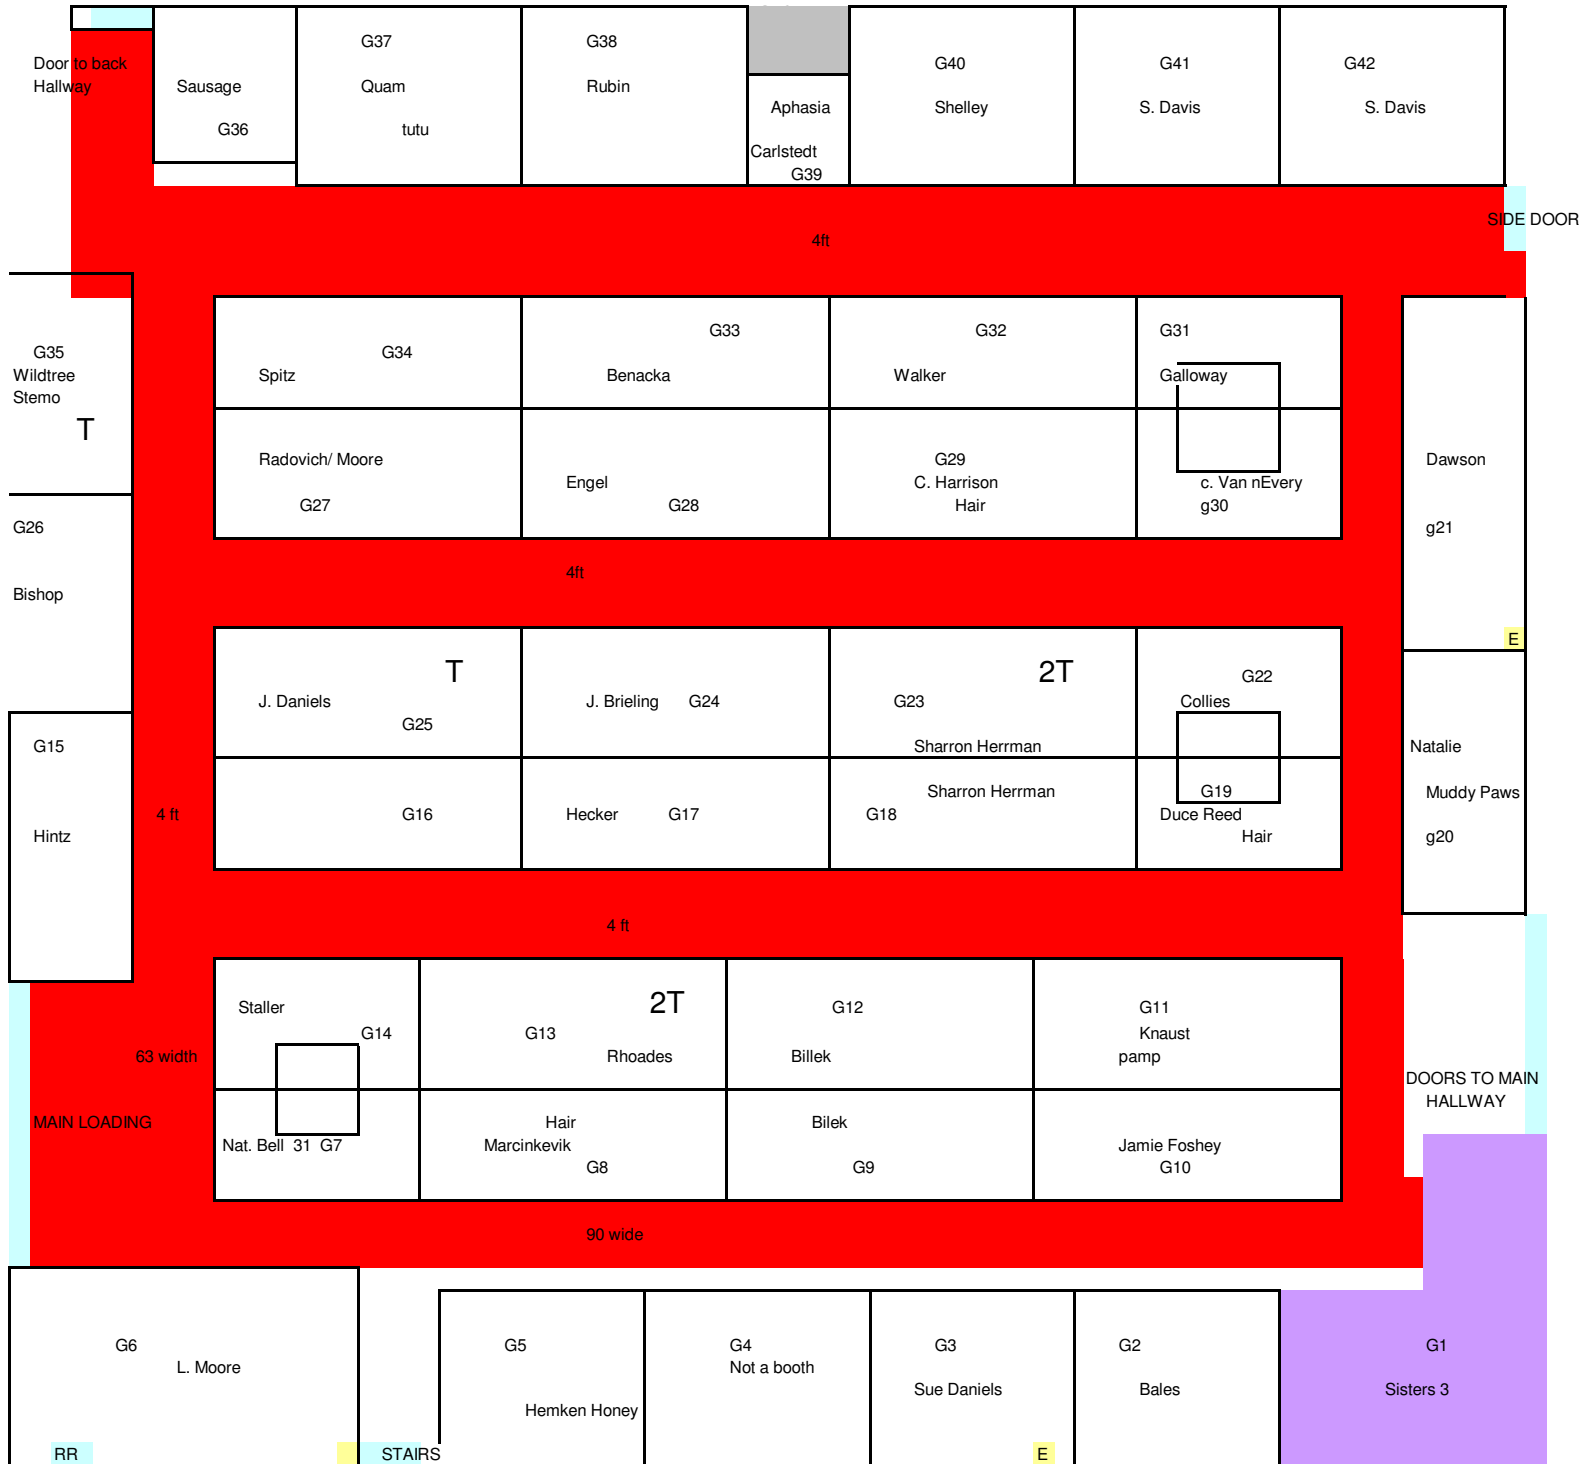 Door to back
Hallway
Sausage
G36
G37
Quam
tutu
G38
Rubin
Aphasia
Carlstedt
G39
G40
Shelley
G41
S. Davis
G42
S. Davis
SIDE DOOR
4ft
G35
Wildtree
Stemo
T
G34
Spitz
G33
Benacka
G32
Walker
G31
Galloway
Radovich/ Moore
G27
Engel
G28
G29
C. Harrison
Hair
c. Van nEvery
g30
Dawson
g21
E
G26
Bishop
4ft
T
J. Daniels
G25
J. Brieling G24
2T
G23
Sharron Herrman
G22
Collies
G15
Hintz
4 ft
G16
Hecker G17
Sharron Herrman
G18
G19
Duce Reed
Hair
Natalie
Muddy Paws
g20
4 ft
Staller
G14
2T
G13
Rhoades
G12
Billek
G11
Knaust
pamp
63 width
MAIN LOADING
Nat. Bell 31 G7
Hair
Marcinkevik
G8
Bilek
G9
Jamie Foshey
G10
DOORS TO MAIN
HALLWAY
90 wide
G6
L. Moore
RR
STAIRS
G5
Hemken Honey
G4
Not a booth
G3
Sue Daniels
E
G2
Bales
G1
Sisters 3